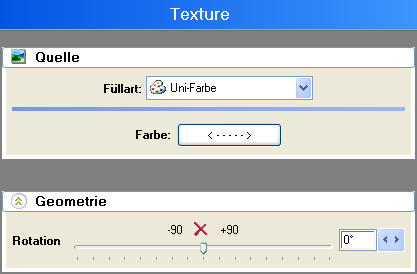 Texture
Quelle
Füllart: Uni-Farbe
Farbe: <----->
Geometrie
-90 +90
Rotation 0°